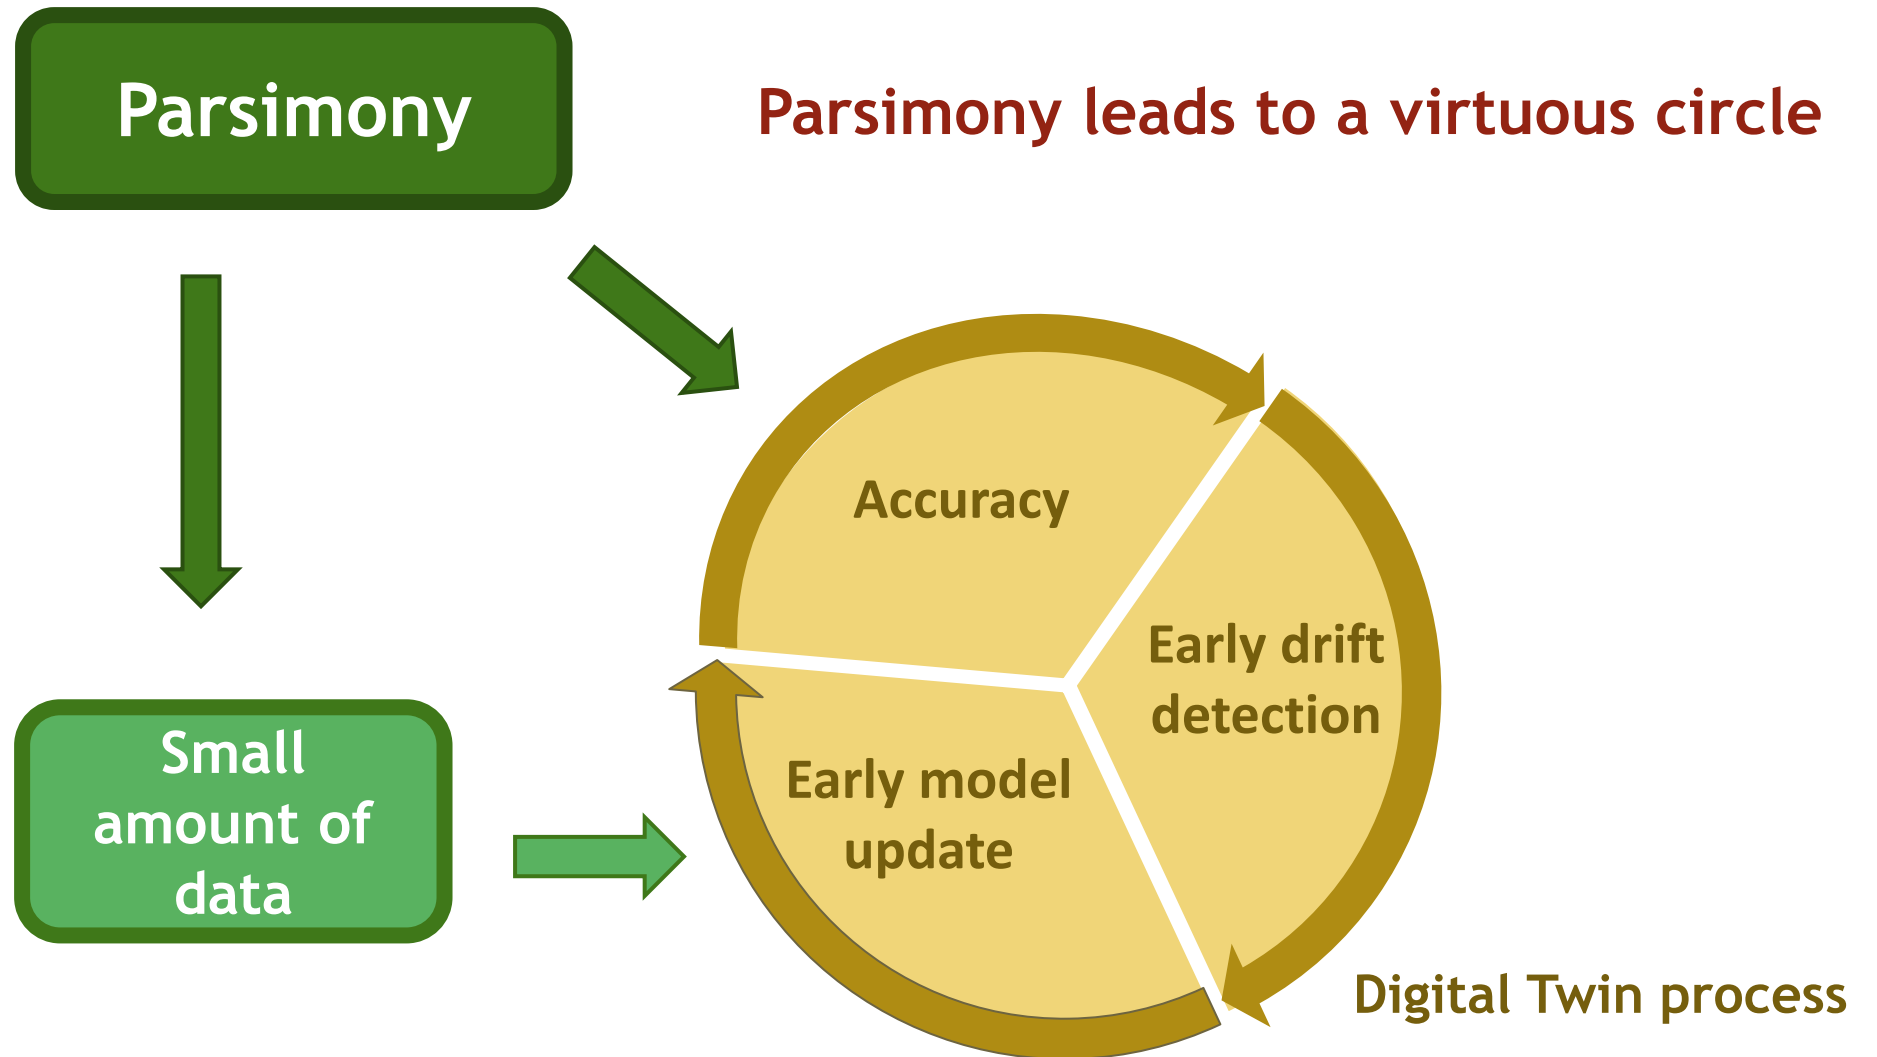 Parsimony
Parsimony leads to a virtuous circle
Accuracy
Early drift
detection
Early model
update
Small
amount of
data
Digital Twin process